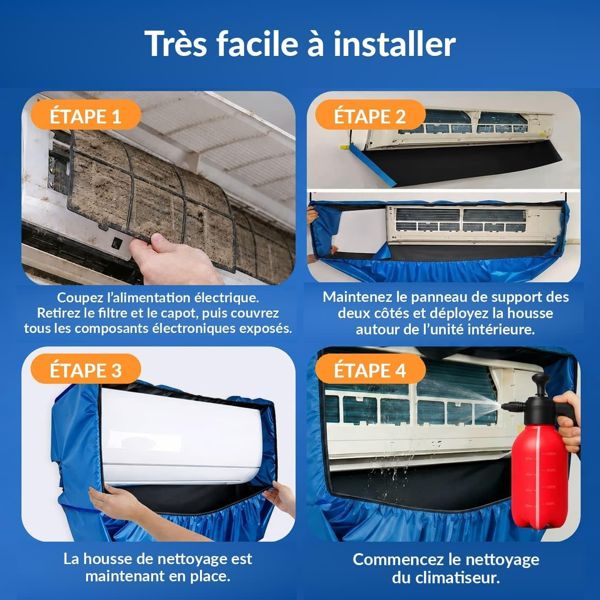 Très facile à installer
ÉTAPE 1
ÉTAPE 2
Coupez l'alimentation électrique.
Retirez le filtre et le capot, puis couvrez
tous les composants électroniques exposés.
Maintenez le panneau de support des
deux côtés et déployez la housse
autour de l'unité intérieure.
ÉTAPE 3
ÉTAPE 4
La housse de nettoyage est
maintenant en place.
Commencez le nettoyage
du climatiseur.